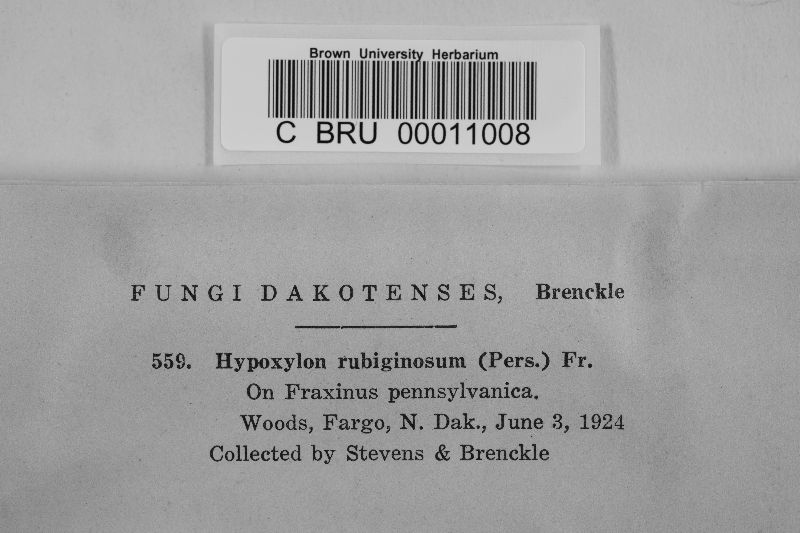 Brown University Herbarium
C BRU 00011008
FUNGI DAKOTENSES, Brenckle
559. Hypoxylon rubiginosum (Pers.) Fr.
On Fraxinus pennsylvanica.
Woods, Fargo, N. Dak., June 3, 1924
Collected by Stevens & Brenckle